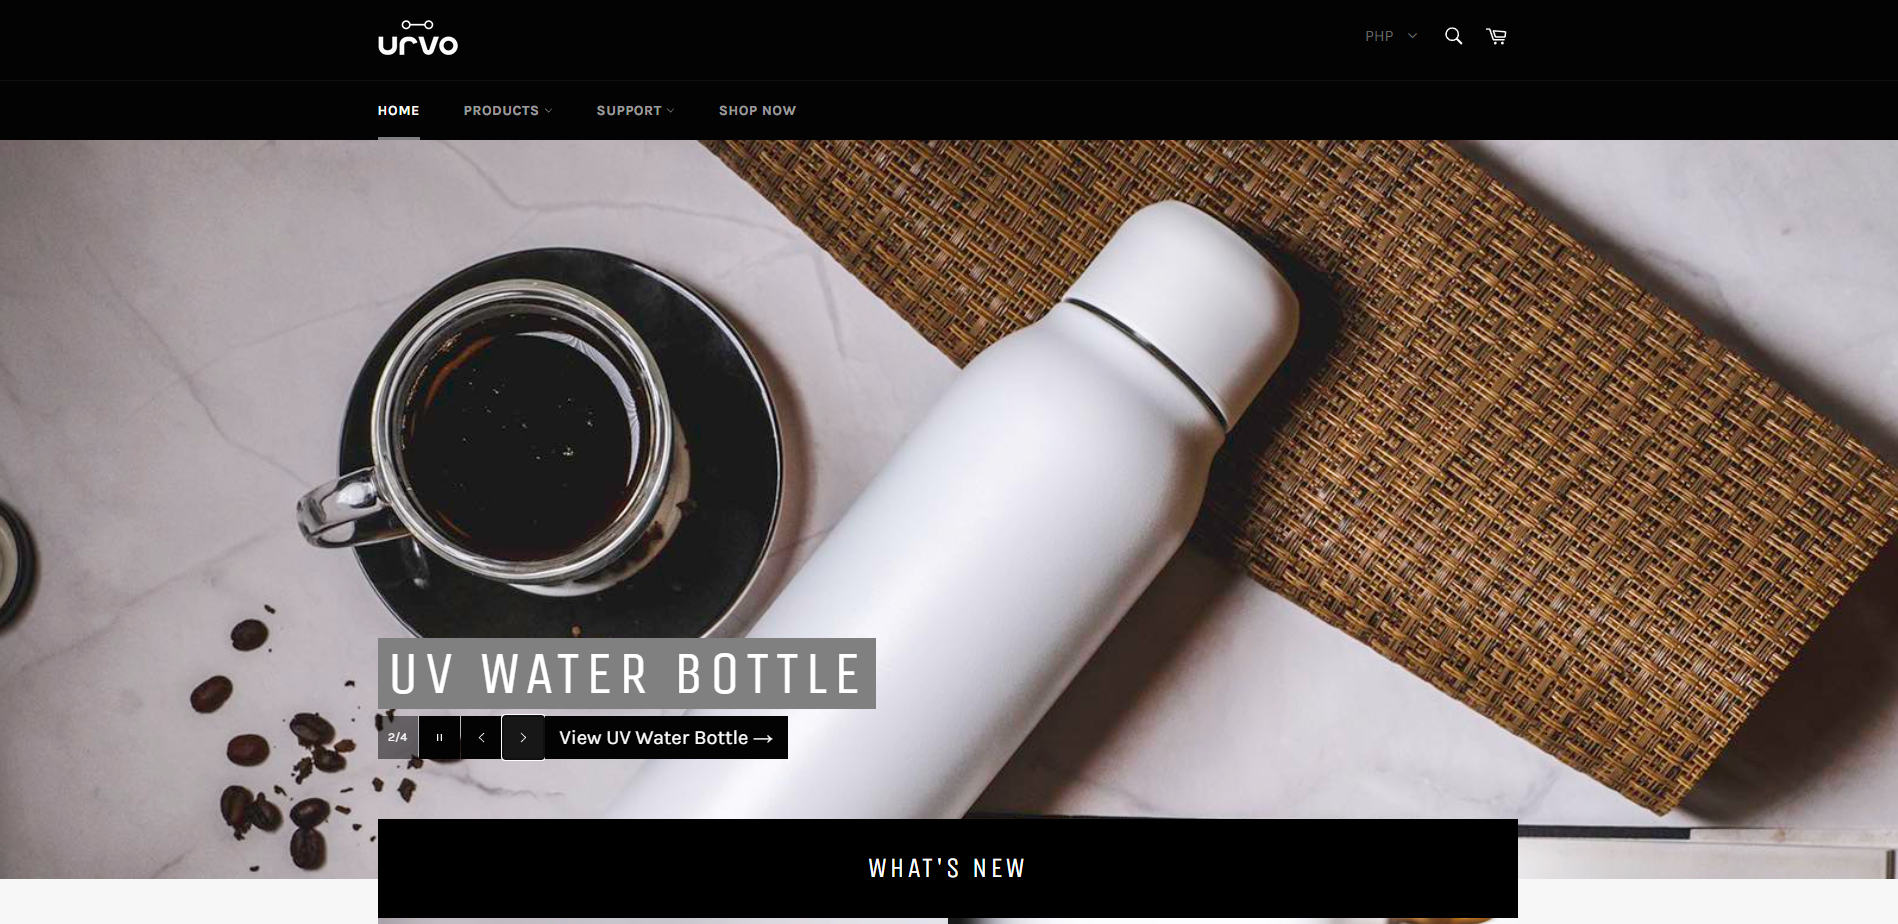 urvo
PHP
HOME PRODUCTS SUPPORT SHOP NOW
UV WATER BOTTLE
2/4 View UV Water Bottle →
WHAT'S NEW